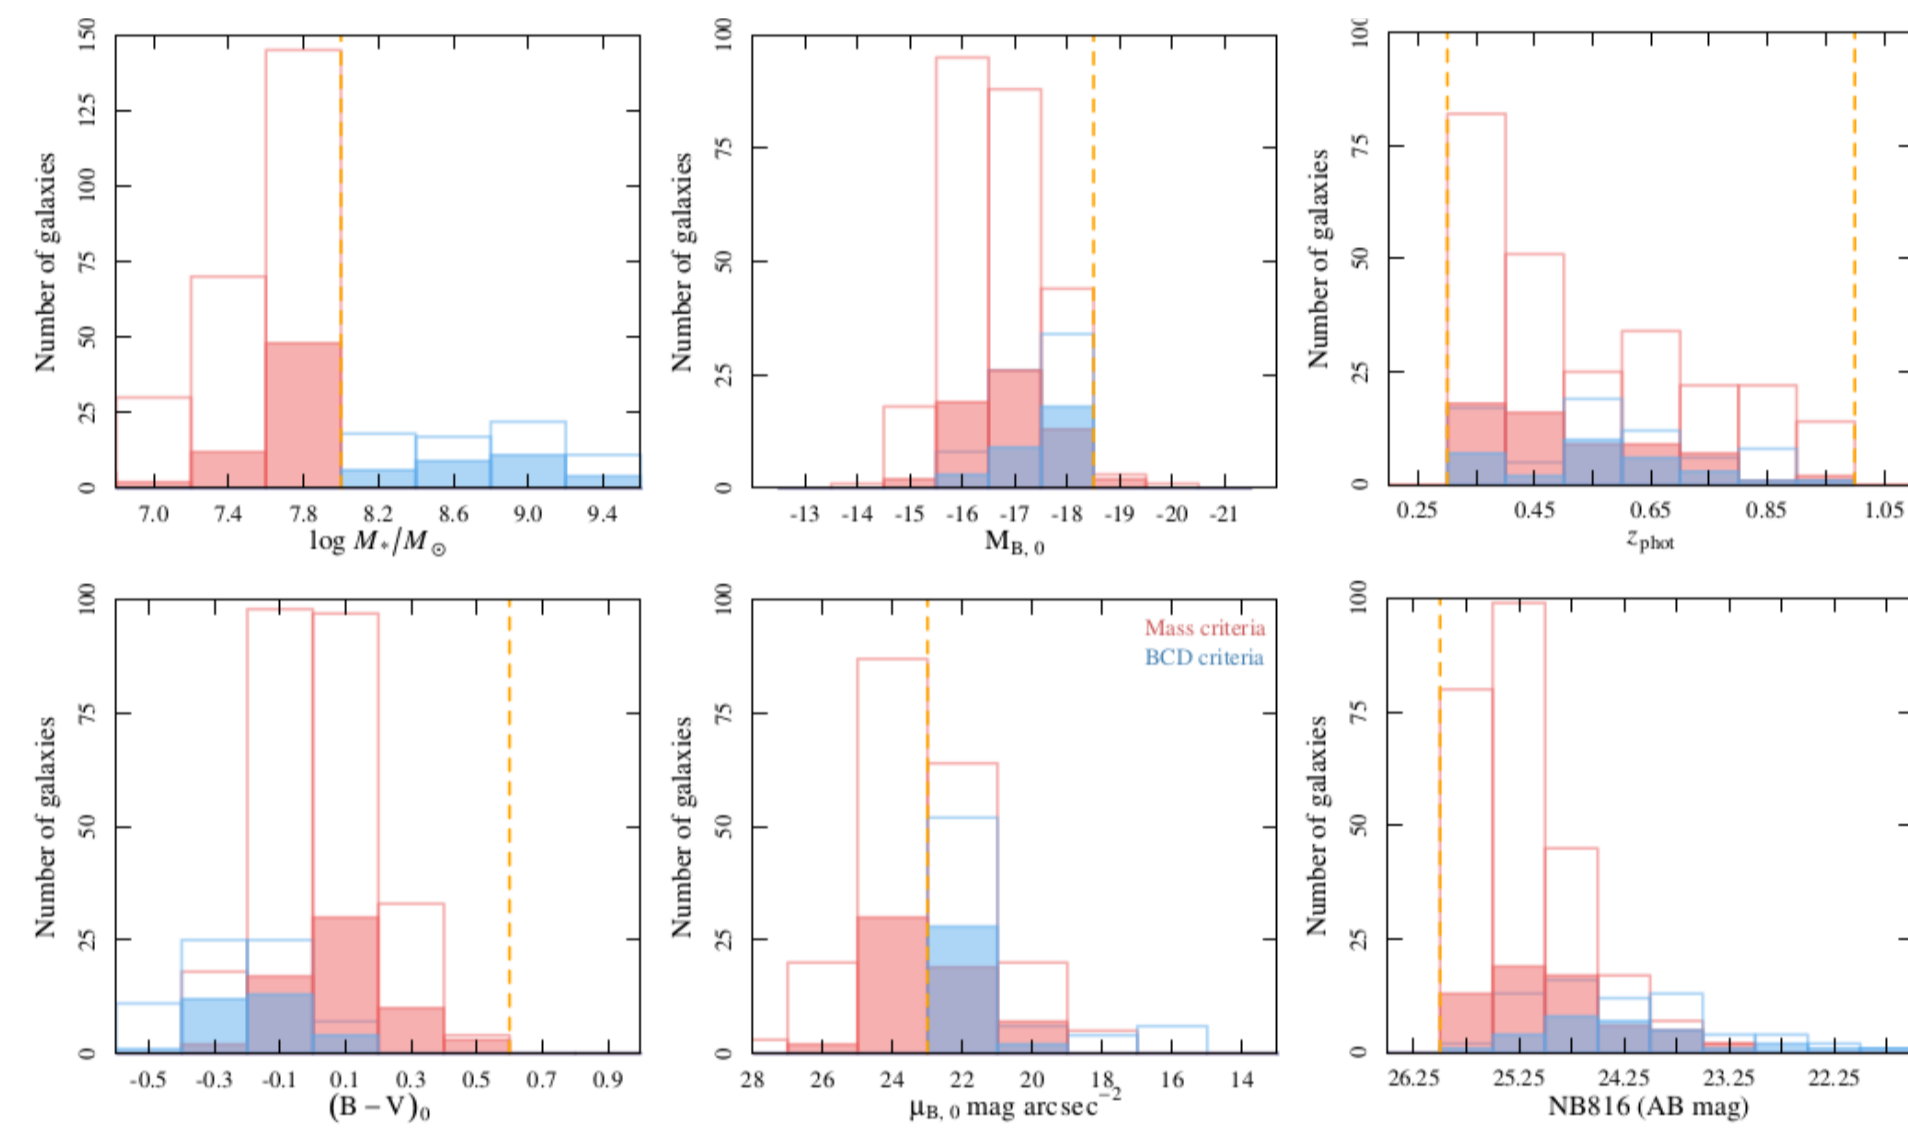 150 125 100 75 50 25 0
Number of galaxies
7.0 7.4 7.8 8.2 8.6 9.0 9.4
log M*/M⊙
100 75 50 25 0
Number of galaxies
-13 -14 -15 -16 -17 -18 -19 -20 -21
M_B, 0
75 50 25 0
Number of galaxies
0.25 0.45 0.65 0.85 1.05
z_phot
100 75 50 25 0
Number of galaxies
-0.5 -0.3 -0.1 0.1 0.3 0.5 0.7 0.9
(B − V)₀
100 75 50 25 0
Number of galaxies
Mass criteria
BCD criteria
28 26 24 22 20 18 16 14
μ_B, 0 mag arcsec⁻²
100 75 50 25 0
Number of galaxies
26.25 25.25 24.25 23.25 22.25
NB816 (AB mag)